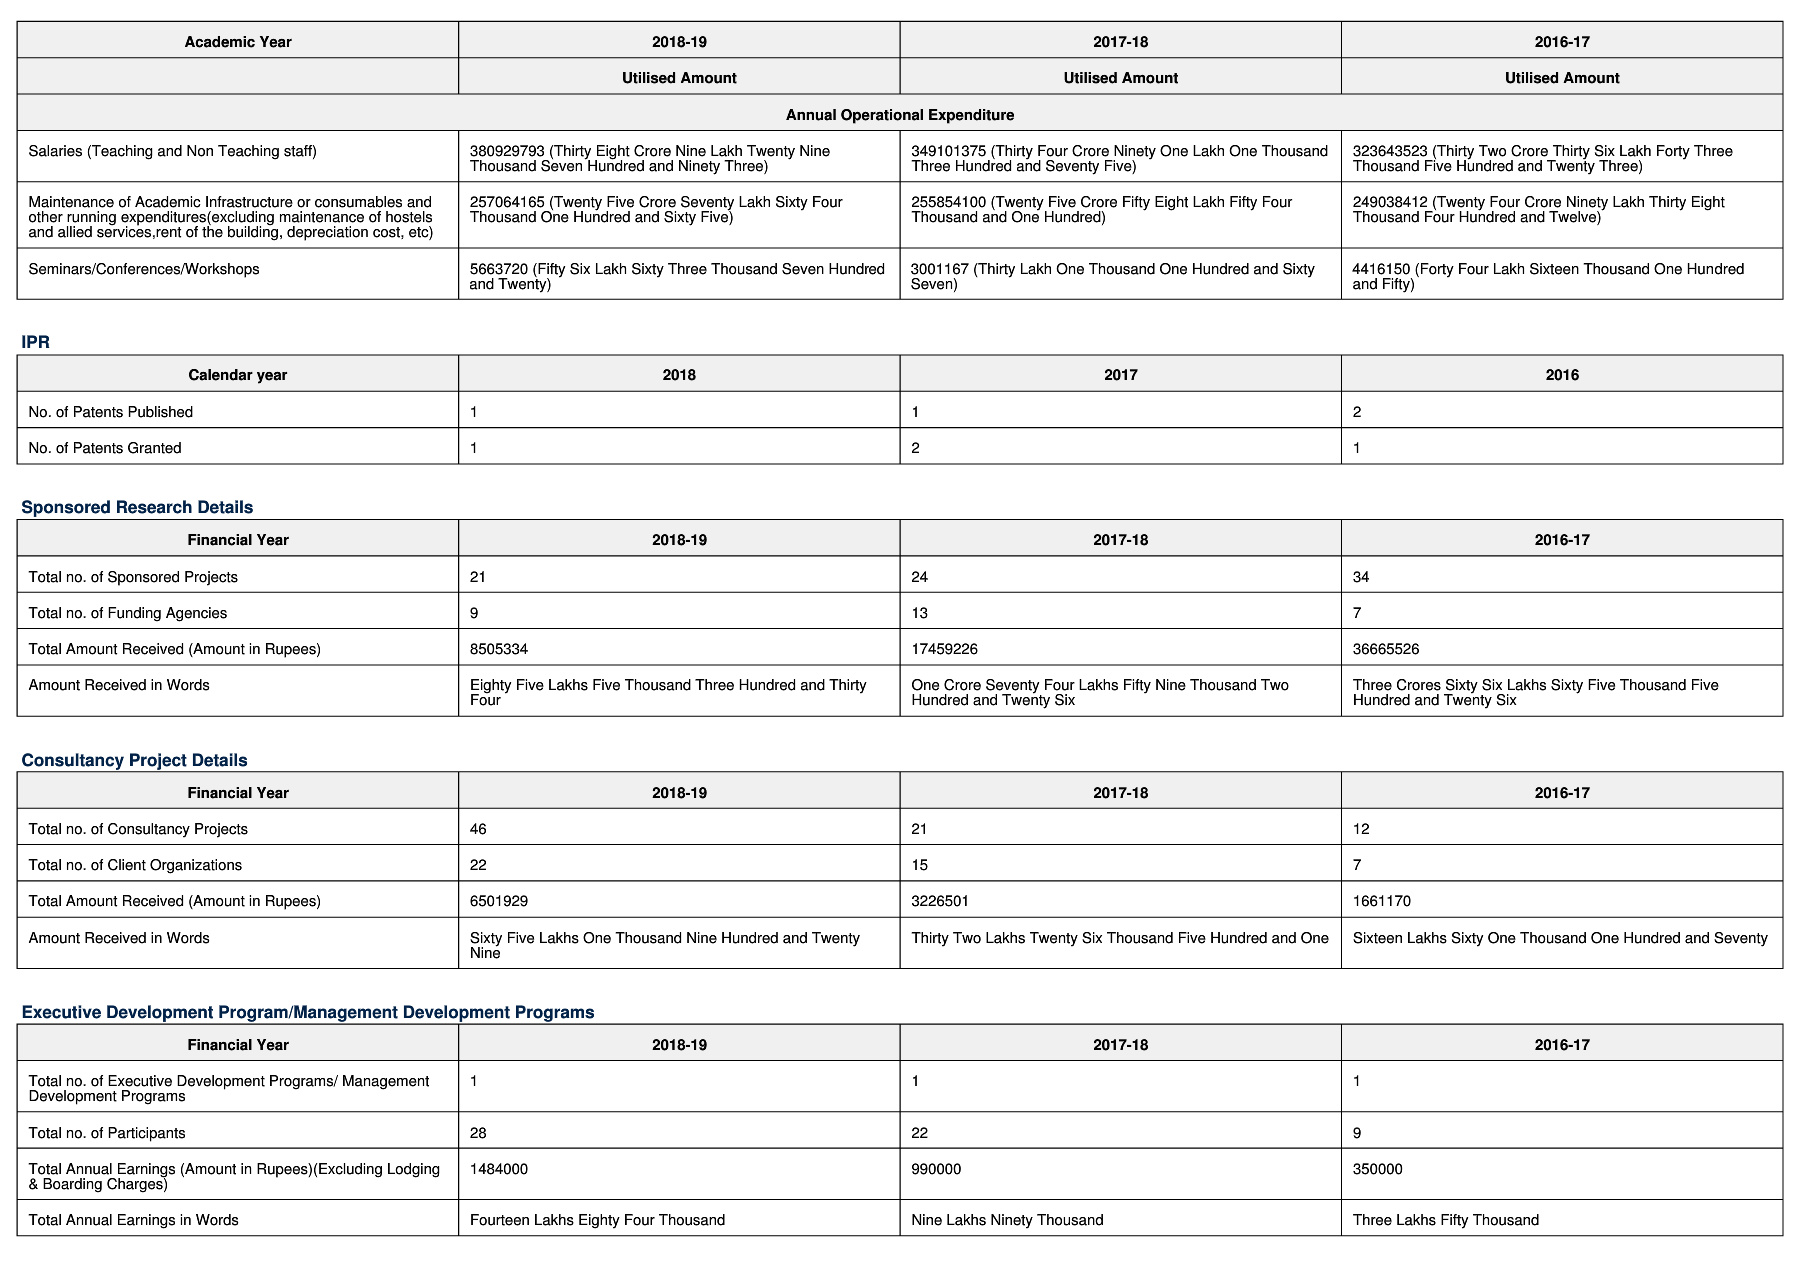 Academic Year 2018-19 2017-18 2016-17
Utilised Amount Utilised Amount Utilised Amount
Annual Operational Expenditure
Salaries (Teaching and Non Teaching staff) 380929793 (Thirty Eight Crore Nine Lakh Twenty Nine 349101375 (Thirty Four Crore Ninety One Lakh One Thousand 323643523 (Thirty Two Crore Thirty Six Lakh Forty Three
Thousand Seven Hundred and Ninety Three) Three Hundred and Seventy Five) Thousand Five Hundred and Twenty Three)
Maintenance of Academic Infrastructure or consumables and 257064165 (Twenty Five Crore Seventy Lakh Sixty Four 255854100 (Twenty Five Crore Fifty Eight Lakh Fifty Four 249038412 (Twenty Four Crore Ninety Lakh Thirty Eight
other running expenditures(excluding maintenance of hostels Thousand One Hundred and Sixty Five) Thousand and One Hundred) Thousand Four Hundred and Twelve)
and allied services,rent of the building, depreciation cost, etc)
Seminars/Conferences/Workshops 5663720 (Fifty Six Lakh Sixty Three Thousand Seven Hundred 3001167 (Thirty Lakh One Thousand One Hundred and Sixty 4416150 (Forty Four Lakh Sixteen Thousand One Hundred
and Twenty) Seven) and Fifty)
IPR
Calendar year 2018 2017 2016
No. of Patents Published 1 1 2
No. of Patents Granted 1 2 1
Sponsored Research Details
Financial Year 2018-19 2017-18 2016-17
Total no. of Sponsored Projects 21 24 34
Total no. of Funding Agencies 9 13 7
Total Amount Received (Amount in Rupees) 8505334 17459226 36665526
Amount Received in Words Eighty Five Lakhs Five Thousand Three Hundred and Thirty One Crore Seventy Four Lakhs Fifty Nine Thousand Two Three Crores Sixty Six Lakhs Sixty Five Thousand Five
Four Hundred and Twenty Six Hundred and Twenty Six
Consultancy Project Details
Financial Year 2018-19 2017-18 2016-17
Total no. of Consultancy Projects 46 21 12
Total no. of Client Organizations 22 15 7
Total Amount Received (Amount in Rupees) 6501929 3226501 1661170
Amount Received in Words Sixty Five Lakhs One Thousand Nine Hundred and Twenty Thirty Two Lakhs Twenty Six Thousand Five Hundred and One Sixteen Lakhs Sixty One Thousand One Hundred and Seventy
Nine
Executive Development Program/Management Development Programs
Financial Year 2018-19 2017-18 2016-17
Total no. of Executive Development Programs/ Management 1 1 1
Development Programs
Total no. of Participants 28 22 9
Total Annual Earnings (Amount in Rupees)(Excluding Lodging 1484000 990000 350000
& Boarding Charges)
Total Annual Earnings in Words Fourteen Lakhs Eighty Four Thousand Nine Lakhs Ninety Thousand Three Lakhs Fifty Thousand